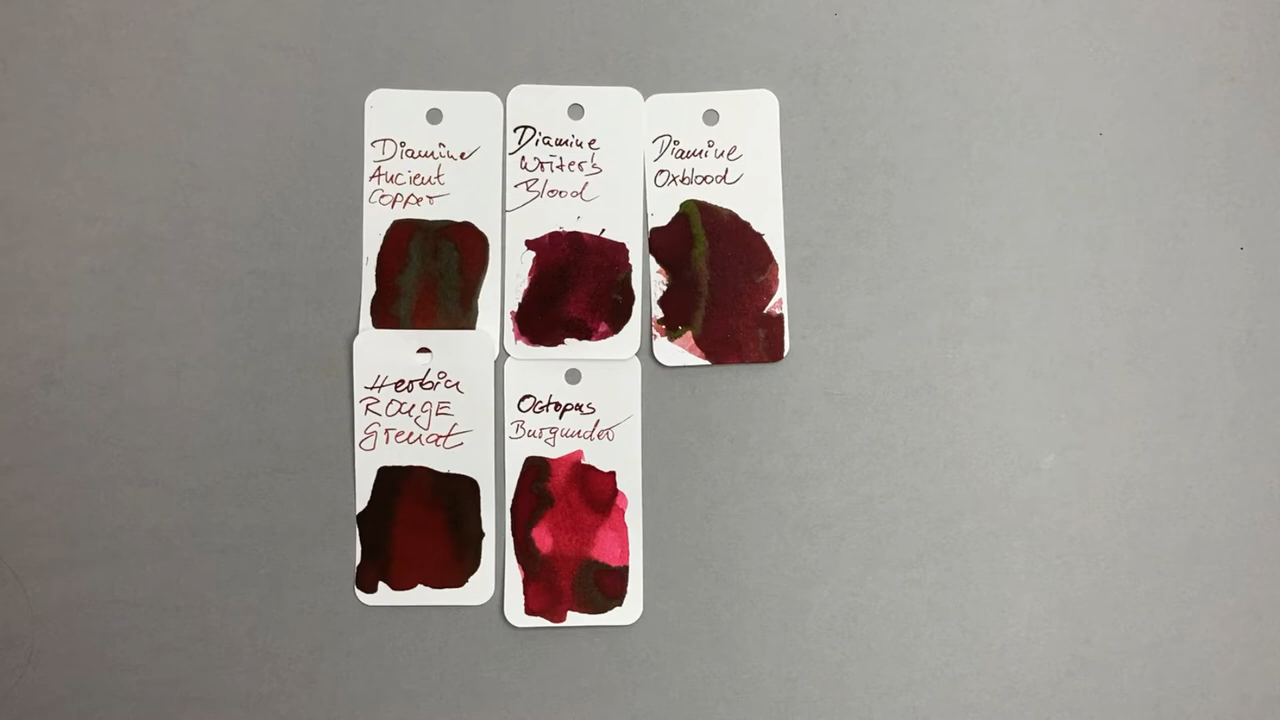 Diamine
Ancient
Copper
Diamine
Writer's
Blood
Diamine
Oxblood
Herbin
ROUGE
Grenat
Octopus
Burgunder